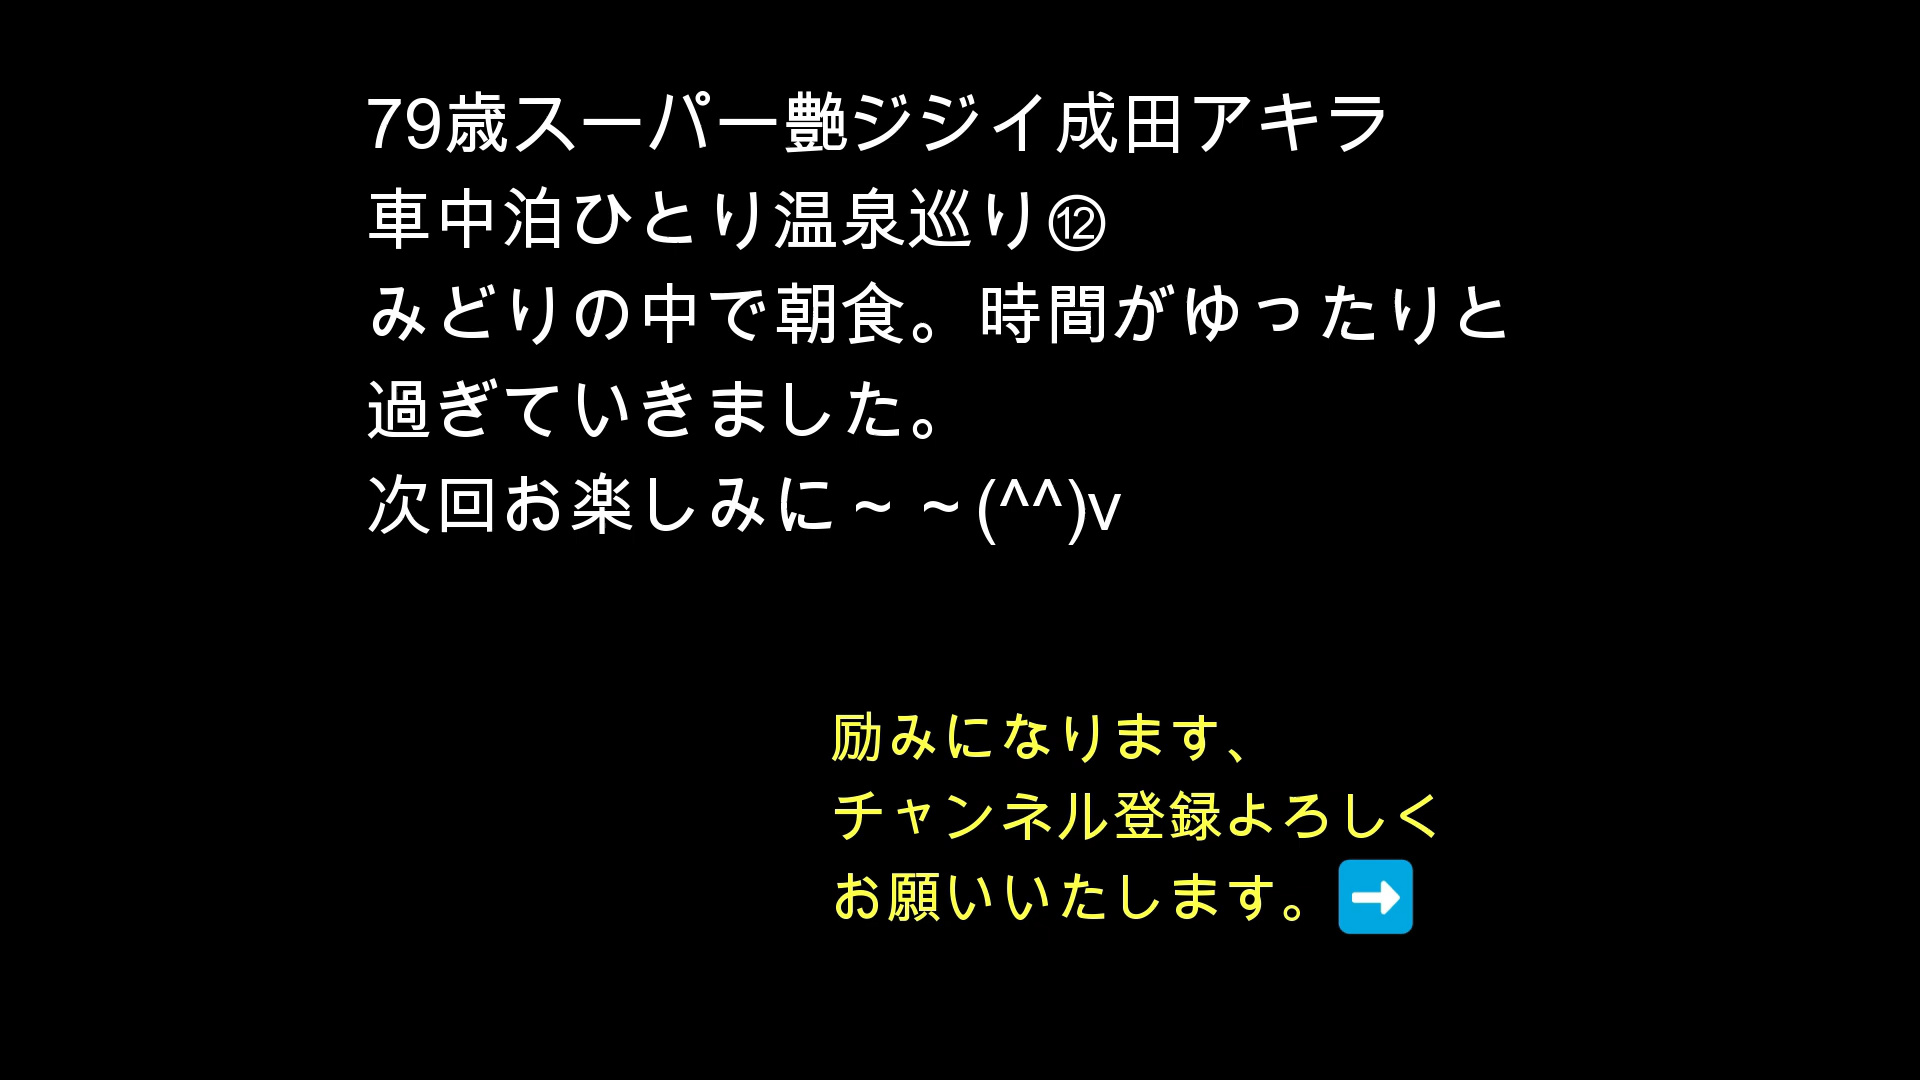 79歳スーパー艶ジジイ成田アキラ
車中泊ひとり温泉巡り⑫
みどりの中で朝食。時間がゆったりと
過ぎていきました。
次回お楽しみに~~(^^)v
励みになります、
チャンネル登録よろしく
お願いいたします。➡